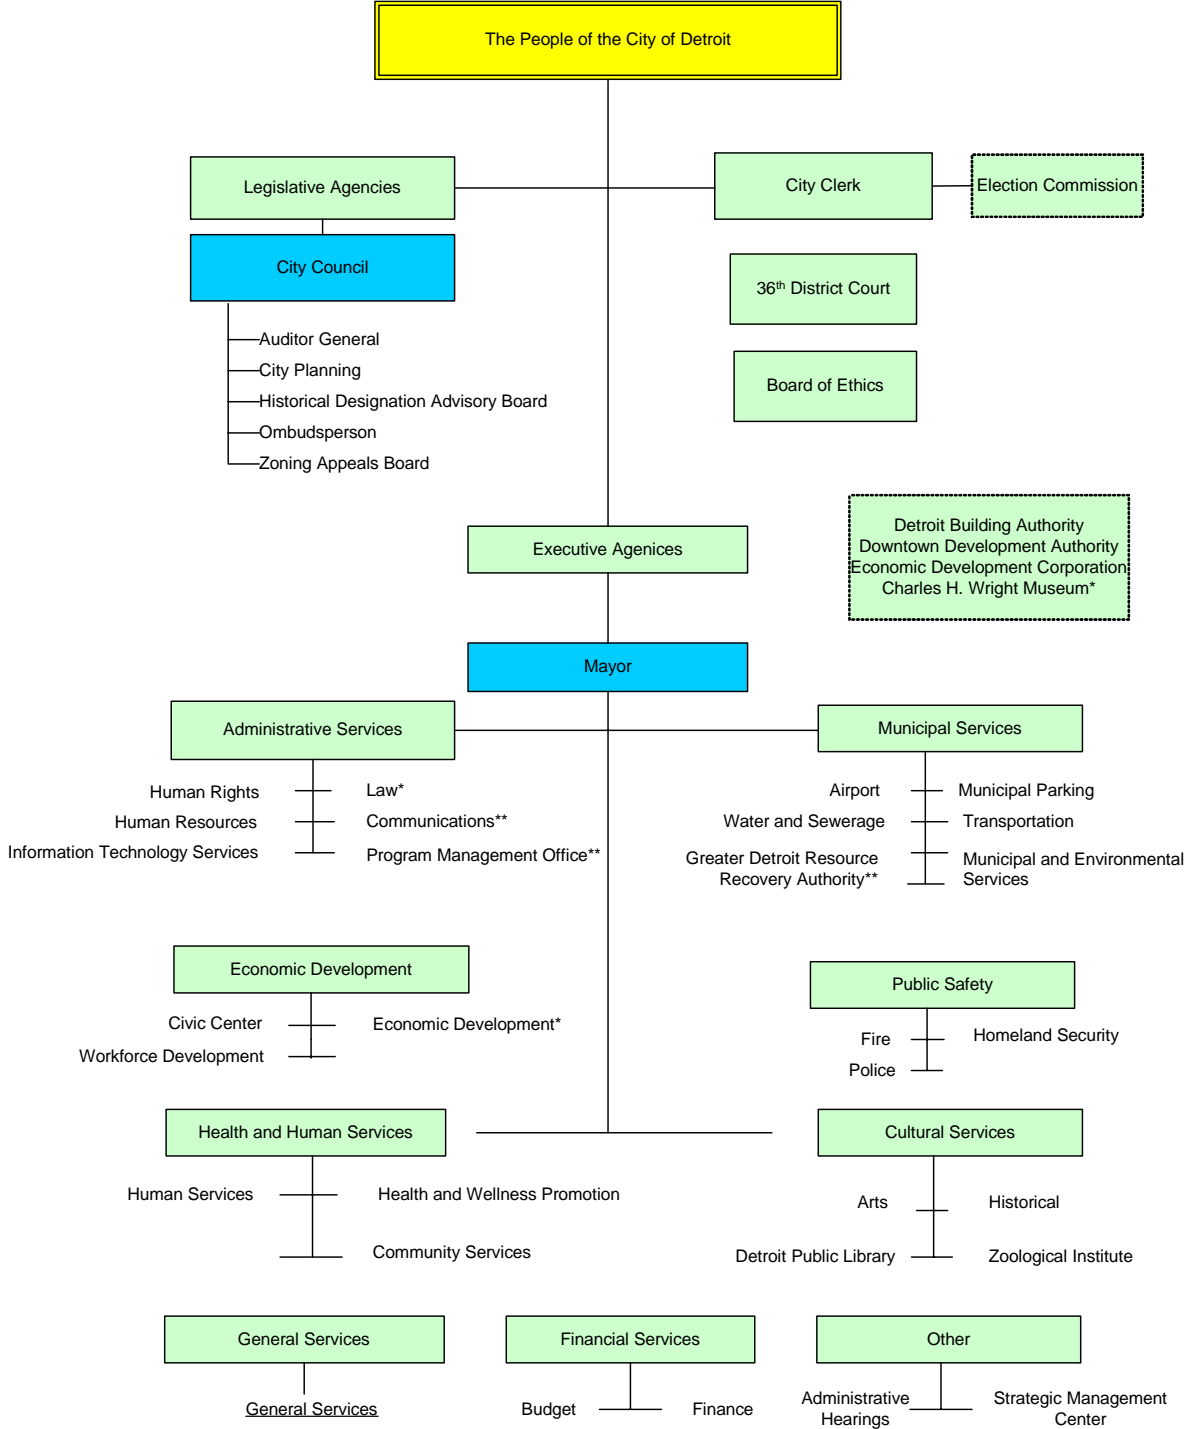 The People of the City of Detroit
Legislative Agencies
City Clerk
Election Commission
City Council
36th District Court
Auditor General
City Planning
Historical Designation Advisory Board
Ombudsperson
Zoning Appeals Board
Board of Ethics
Detroit Building Authority
Downtown Development Authority
Economic Development Corporation
Charles H. Wright Museum*
Executive Agenices
Mayor
Administrative Services
Human Rights
Law*
Human Resources
Communications**
Information Technology Services
Program Management Office**
Municipal Services
Airport
Municipal Parking
Water and Sewerage
Transportation
Greater Detroit Resource
Recovery Authority**
Municipal and Environmental
Services
Economic Development
Civic Center
Economic Development*
Workforce Development
Public Safety
Fire
Homeland Security
Police
Health and Human Services
Human Services
Health and Wellness Promotion
Community Services
Cultural Services
Arts
Historical
Detroit Public Library
Zoological Institute
General Services
General Services
Financial Services
Budget
Finance
Other
Administrative
Hearings
Strategic Management
Center